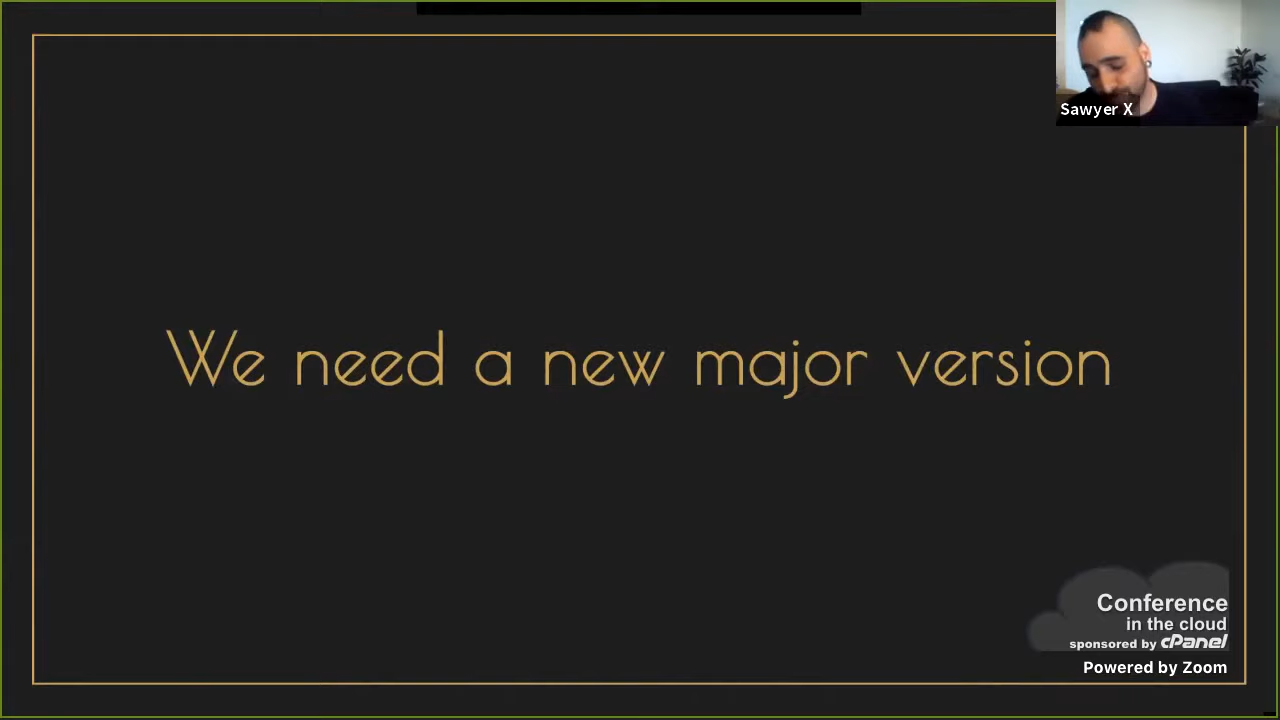 Sawyer X
We need a new major version
Conference
in the cloud
sponsored by cPanel
Powered by Zoom